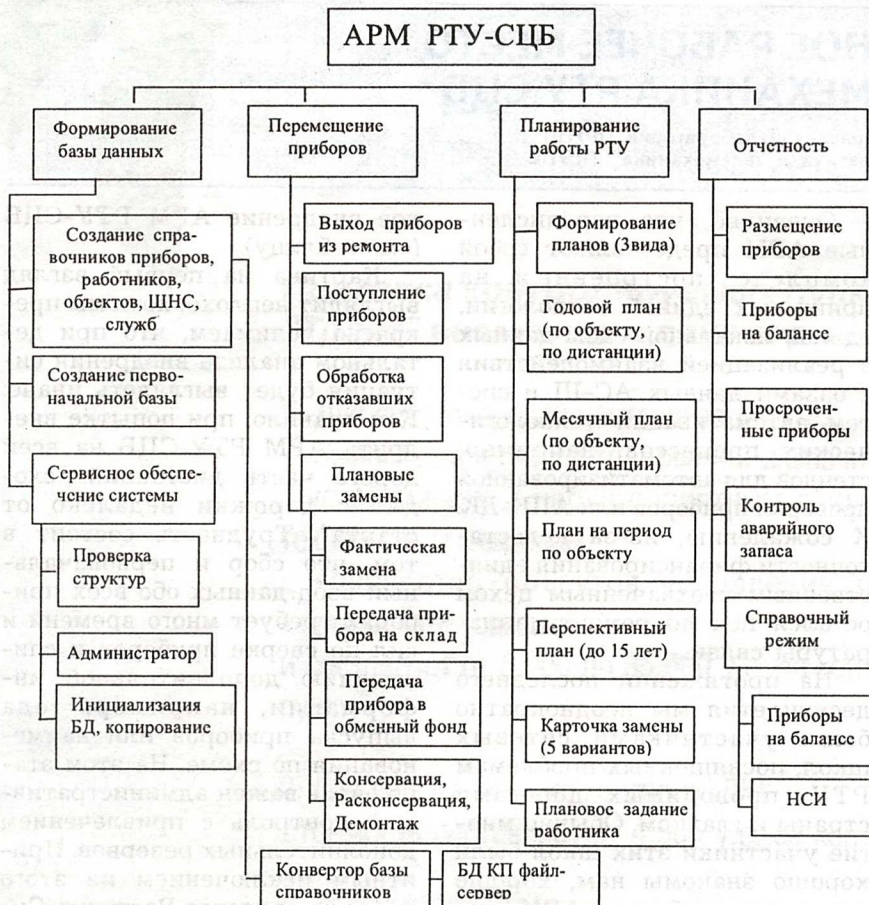 АРМ РТУ-СЦБ
Формирование
базы данных
Создание спра-
вочников приборов,
работников,
объектов, ШНС,
служб
Создание перво-
начальной базы
Сервисное обеспе-
чение системы
Проверка
структур
Администратор
Инициализация
БД, копирование
Перемещение
приборов
Выход приборов
из ремонта
Поступление
приборов
Обработка
отказавших
приборов
Плановые
замены
Фактическая
замена
Передача при-
бора на склад
Передача
прибора в
обменный фонд
Консервация,
Расконсервация,
Демонтаж
Планирование
работы РТУ
Формирование
планов (3вида)
Годовой план
(по объекту,
по дистанции)
Месячный план
(по объекту,
по дистанции)
План на период
по объекту
Перспективный
план (до 15 лет)
Карточка замены
(5 вариантов)
Плановое задание
работника
Отчетность
Размещение
приборов
Приборы
на балансе
Просрочен-
ные приборы
Контроль
аварийного
запаса
Справочный
режим
Приборы
на балансе
НСИ
Конвертор базы
справочников
БД КП файл-
сервер